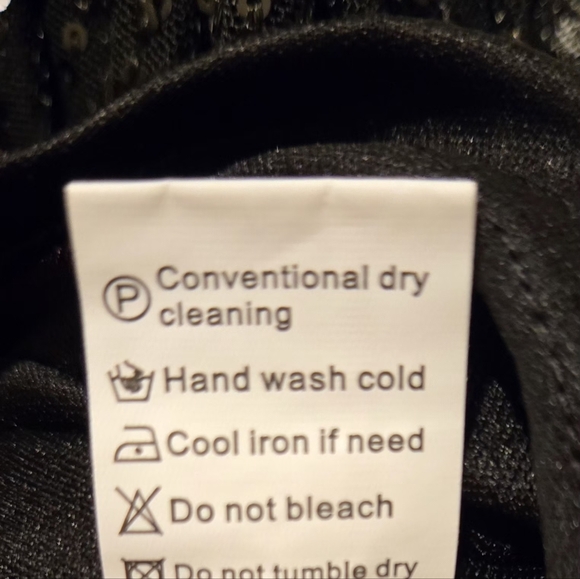 Ⓟ Conventional dry
cleaning
Hand wash cold
Cool iron if need
Do not bleach
Do not tumble dry